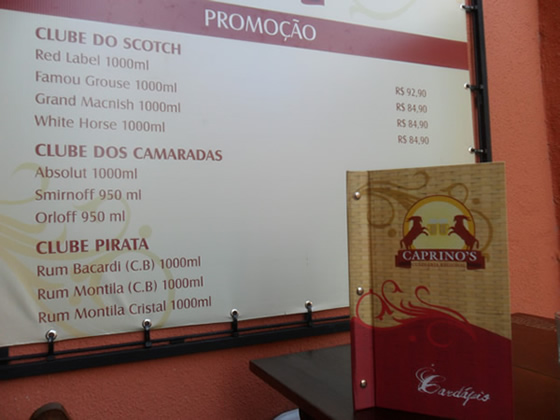 PROMOÇÃO
CLUBE DO SCOTCH
Red Label 1000ml R$ 92,90
Famou Grouse 1000ml R$ 84,90
Grand Macnish 1000ml R$ 84,90
White Horse 1000ml R$ 84,90
CLUBE DOS CAMARADAS
Absolut 1000ml
Smirnoff 950 ml
Orloff 950 ml
CLUBE PIRATA
Rum Bacardi (C.B) 1000ml
Rum Montila (C.B) 1000ml
Rum Montila Cristal 1000ml
CAPRINO'S
Cardápio